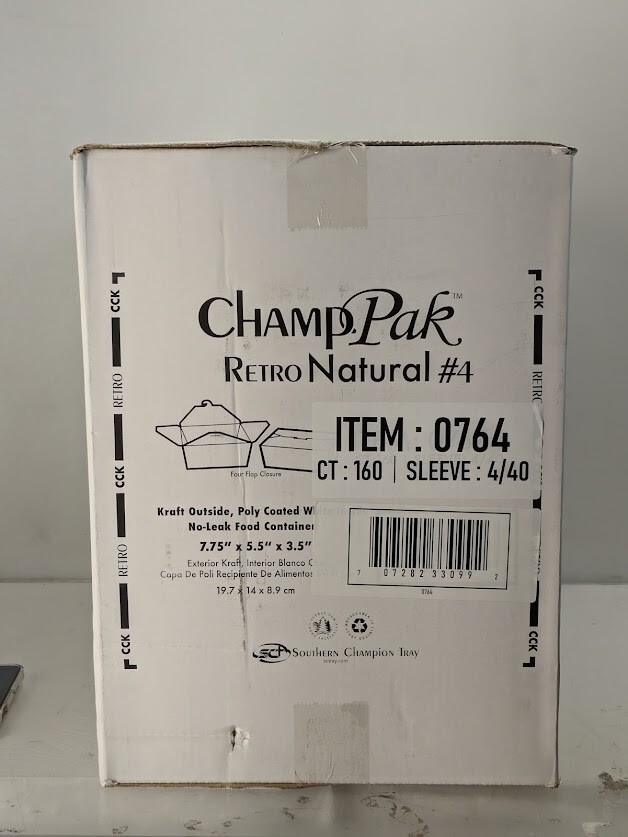 CHAMPPak™
RETRO Natural #4
CCK
RETRO
CCK
RETRO
CCK
CCK
RETRO
CCK
ITEM : 0764
CT : 160 | SLEEVE : 4/40
Four Flap Closure
Kraft Outside, Poly Coated
No-Leak Food Container
7.75" x 5.5" x 3.5"
Exterior Kraft, Interior Blanco
Capa De Poli Recipiente De Alimentos
19.7 x 14 x 8.9 cm
7 07282 33099 2
0764
SCT SOUTHERN CHAMPION TRAY
sctray.com